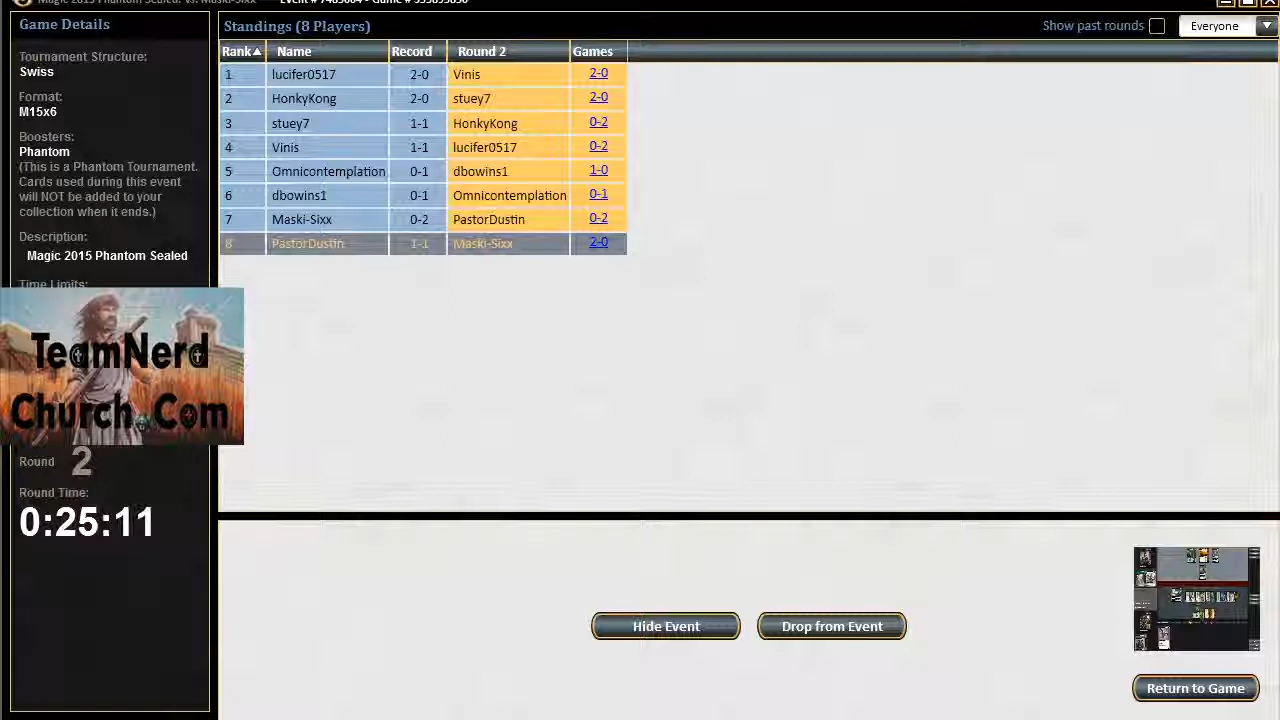 Game Details
Tournament Structure:
Swiss
Format:
M15x6
Boosters:
Phantom
(This is a Phantom Tournament.
Cards used during this event
will NOT be added to your
collection when it ends.)
Description:
Magic 2015 Phantom Sealed
Time Limits:
TeamNerd
Church.Com
Round 2
Round Time:
0:25:11
Standings (8 Players)
Show past rounds
Everyone
Rank Name Record Round 2 Games
1 lucifer0517 2-0 Vinis 2-0
2 HonkyKong 2-0 stuey7 2-0
3 stuey7 1-1 HonkyKong 0-2
4 Vinis 1-1 lucifer0517 0-2
5 Omnicontemplation 0-1 dbowins1 1-0
6 dbowins1 0-1 Omnicontemplation 0-1
7 Maski-Sixx 0-2 PastorDustin 0-2
8 PastorDustin 1-1 Maski-Sixx 2-0
Hide Event
Drop from Event
Return to Game